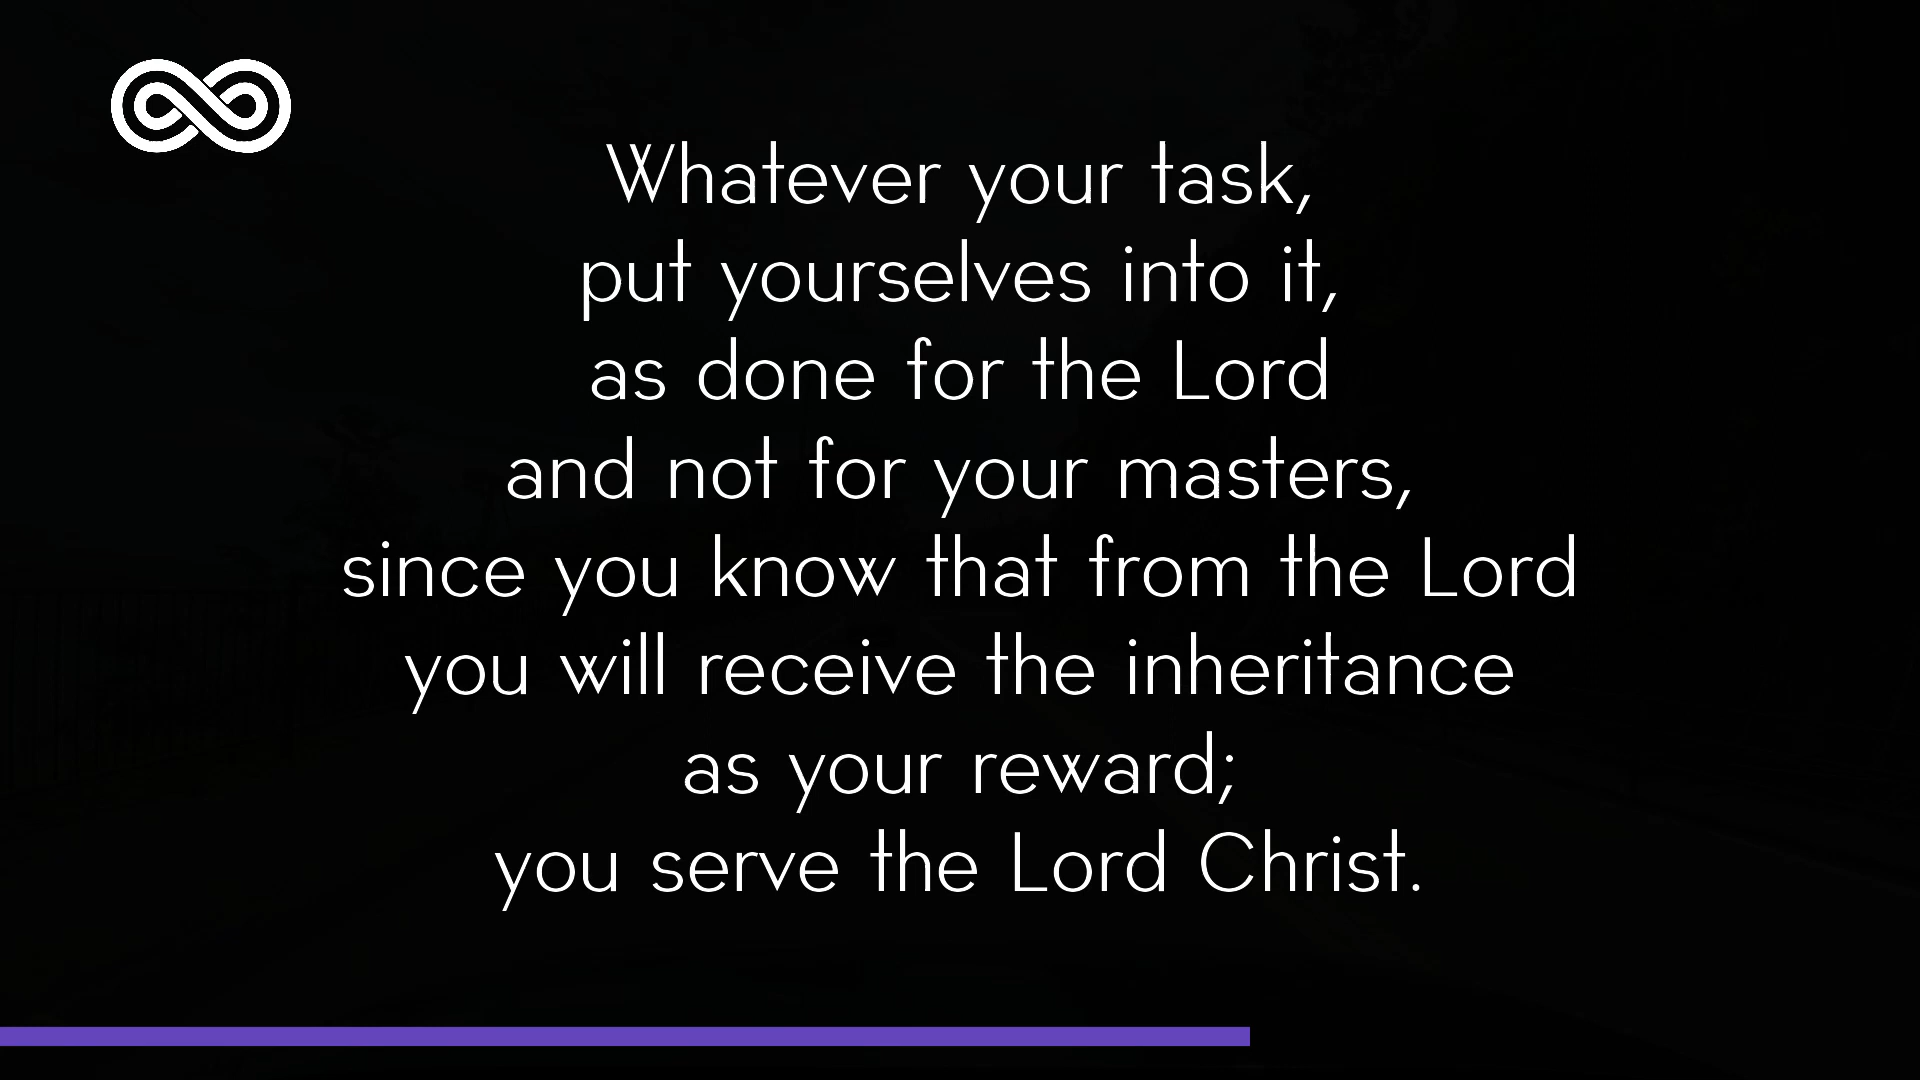 Whatever your task,
put yourselves into it,
as done for the Lord
and not for your masters,
since you know that from the Lord
you will receive the inheritance
as your reward;
you serve the Lord Christ.